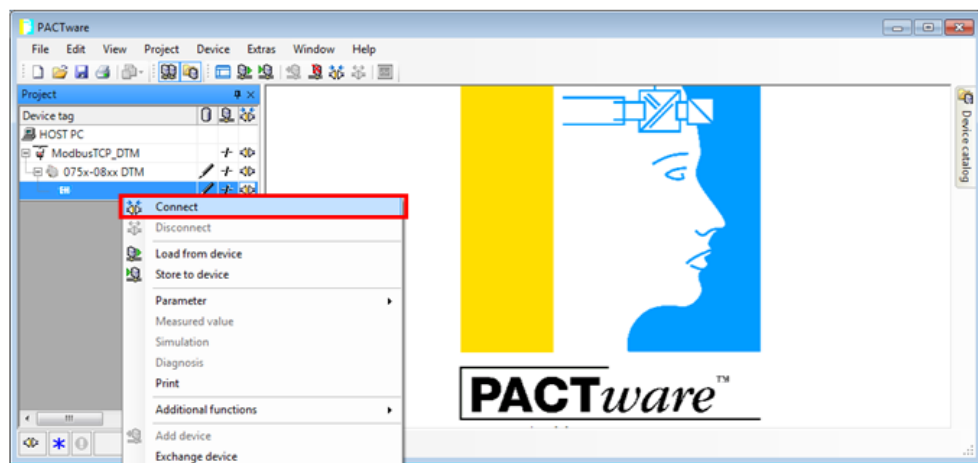 PACTware
File Edit View Project Device Extras Window Help
Project
Device tag
HOST PC
ModbusTCP_DTM
075x-08xx DTM
Connect
Disconnect
Load from device
Store to device
Parameter
Measured value
Simulation
Diagnosis
Print
Additional functions
Add device
Exchange device
Device catalog
PACTware™